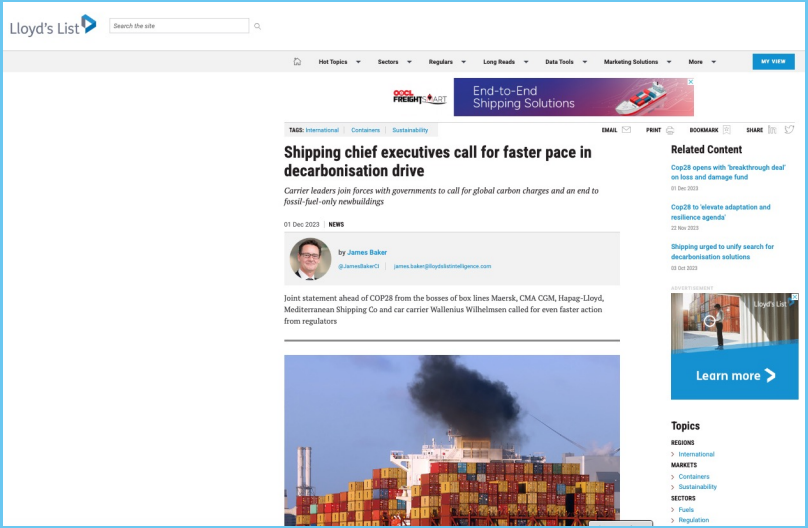 Lloyd's List
Search the site
Hot Topics
Sectors
Regulars
Long Reads
Data Tools
Marketing Solutions
More
MY VIEW
OOCL
FREIGHTSMART
End-to-End
Shipping Solutions
TAGS: International
Containers
Sustainability
EMAIL
PRINT
BOOKMARK
SHARE
Shipping chief executives call for faster pace in
decarbonisation drive
Carrier leaders join forces with governments to call for global carbon charges and an end to
fossil-fuel-only newbuildings
01 Dec 2023 | NEWS
by James Baker
@JamesBakerCI
james.baker@lloydslistintelligence.com
Joint statement ahead of COP28 from the bosses of box lines Maersk, CMA CGM, Hapag-Lloyd,
Mediterranean Shipping Co and car carrier Wallenius Wilhelmsen called for even faster action
from regulators
Related Content
Cop28 opens with 'breakthrough deal'
on loss and damage fund
01 Dec 2023
Cop28 to 'elevate adaptation and
resilience agenda'
22 Nov 2023
Shipping urged to unify search for
decarbonisation solutions
03 Oct 2023
ADVERTISEMENT
Lloyd's List
Learn more
Topics
REGIONS
International
MARKETS
Containers
Sustainability
SECTORS
Fuels
Regulation